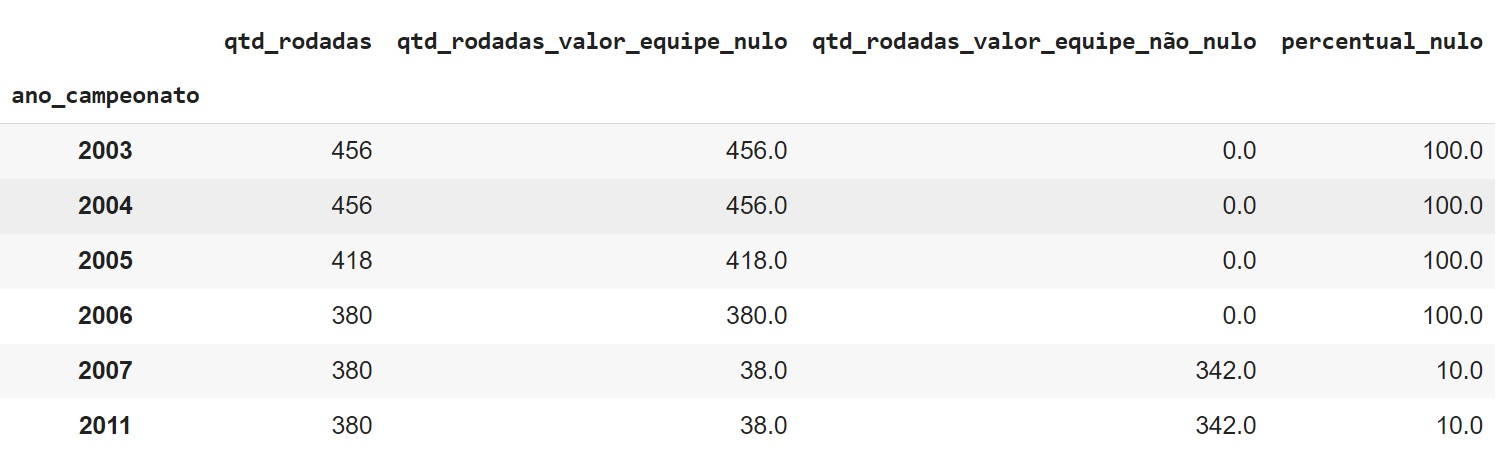 qtd_rodadas qtd_rodadas_valor_equipe_nulo qtd_rodadas_valor_equipe_não_nulo percentual_nulo
ano_campeonato
2003 456 456.0 0.0 100.0
2004 456 456.0 0.0 100.0
2005 418 418.0 0.0 100.0
2006 380 380.0 0.0 100.0
2007 380 38.0 342.0 10.0
2011 380 38.0 342.0 10.0